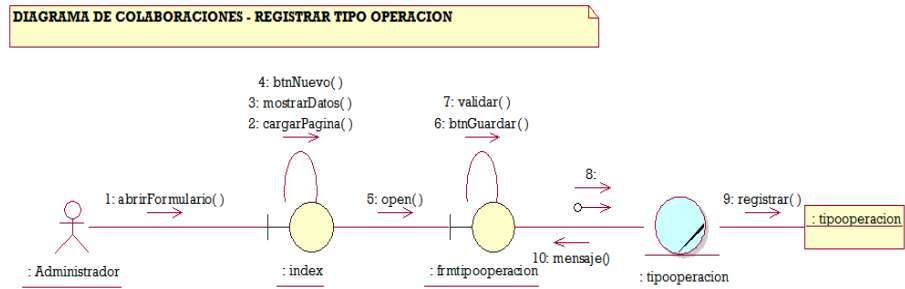 DIAGRAMA DE COLABORACIONES - REGISTRAR TIPO OPERACION
4: btnNuevo( )
3: mostrarDatos( )
2: cargarPagina( )
7: validar( )
6: btnGuardar( )
1: abrirFormulario( )
5: open( )
8:
9: registrar( )
10: mensaje()
: Administrador
: index
: frmtipooperacion
: tipooperacion
: tipooperacion